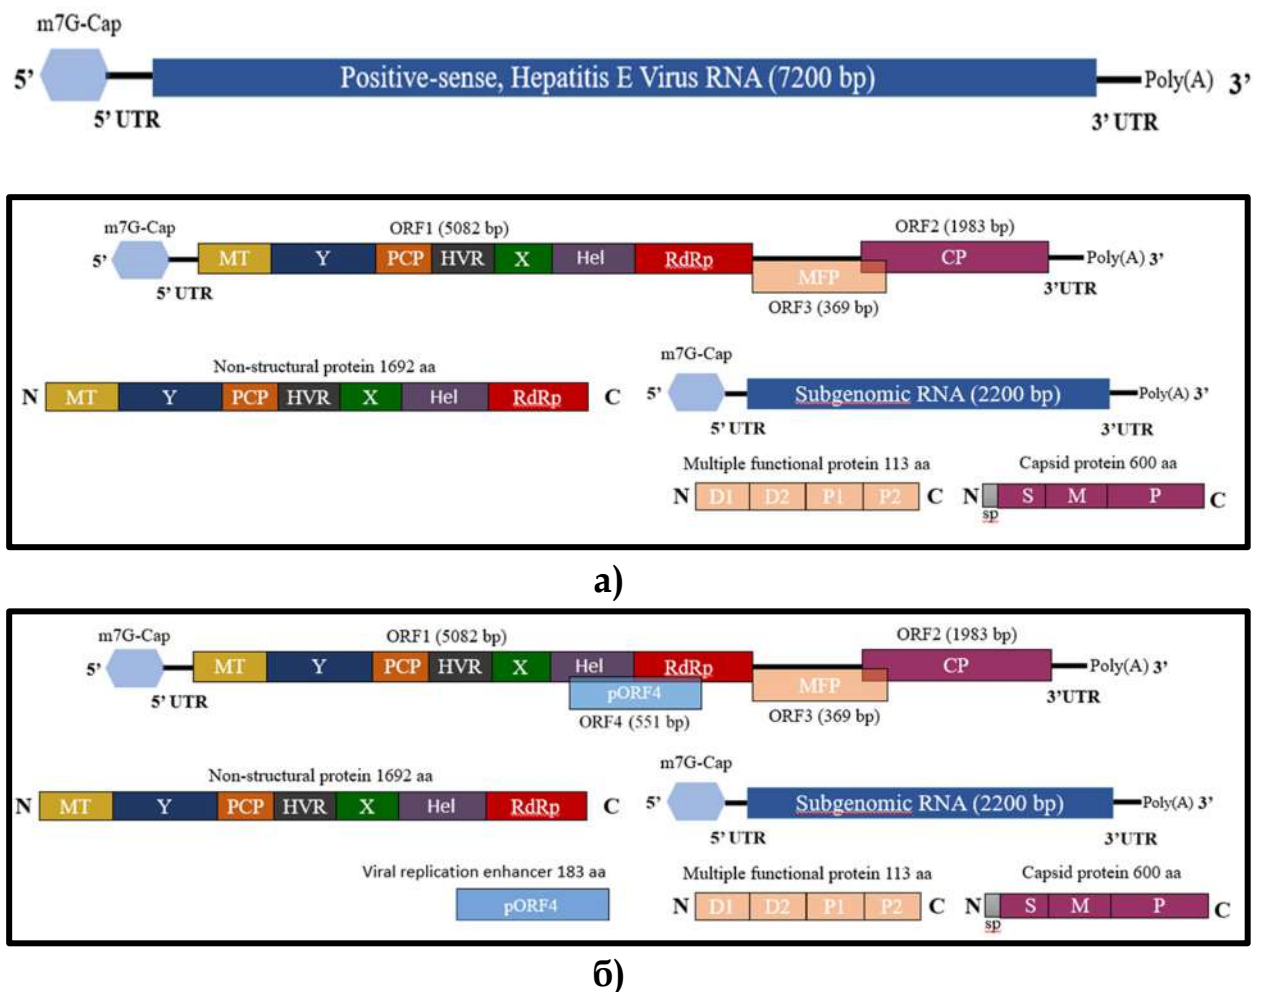 m7G-Cap
5’ Positive-sense, Hepatitis E Virus RNA (7200 bp) Poly(A) 3’
5’ UTR 3’ UTR
m7G-Cap ORF1 (5082 bp) ORF2 (1983 bp)
5’ MT Y PCP HVR X Hel RdRp CP Poly(A) 3’
MFP
5’ UTR 3’UTR
ORF3 (369 bp)
m7G-Cap
Non-structural protein 1692 aa
N MT Y PCP HVR X Hel RdRp C
5’ Subgenomic RNA (2200 bp) Poly(A) 3’
5’ UTR 3’UTR
Multiple functional protein 113 aa Capsid protein 600 aa
N D1 D2 P1 P2 C N S M P C
sp
а)
m7G-Cap ORF1 (5082 bp) ORF2 (1983 bp)
5’ MT Y PCP HVR X Hel RdRp CP Poly(A) 3’
pORF4 MFP
5’ UTR 3’UTR
ORF4 (551 bp) ORF3 (369 bp)
m7G-Cap
Non-structural protein 1692 aa
N MT Y PCP HVR X Hel RdRp C
5’ Subgenomic RNA (2200 bp) Poly(A) 3’
5’ UTR 3’UTR
Viral replication enhancer 183 aa Multiple functional protein 113 aa Capsid protein 600 aa
pORF4 N D1 D2 P1 P2 C N S M P C
sp
б)